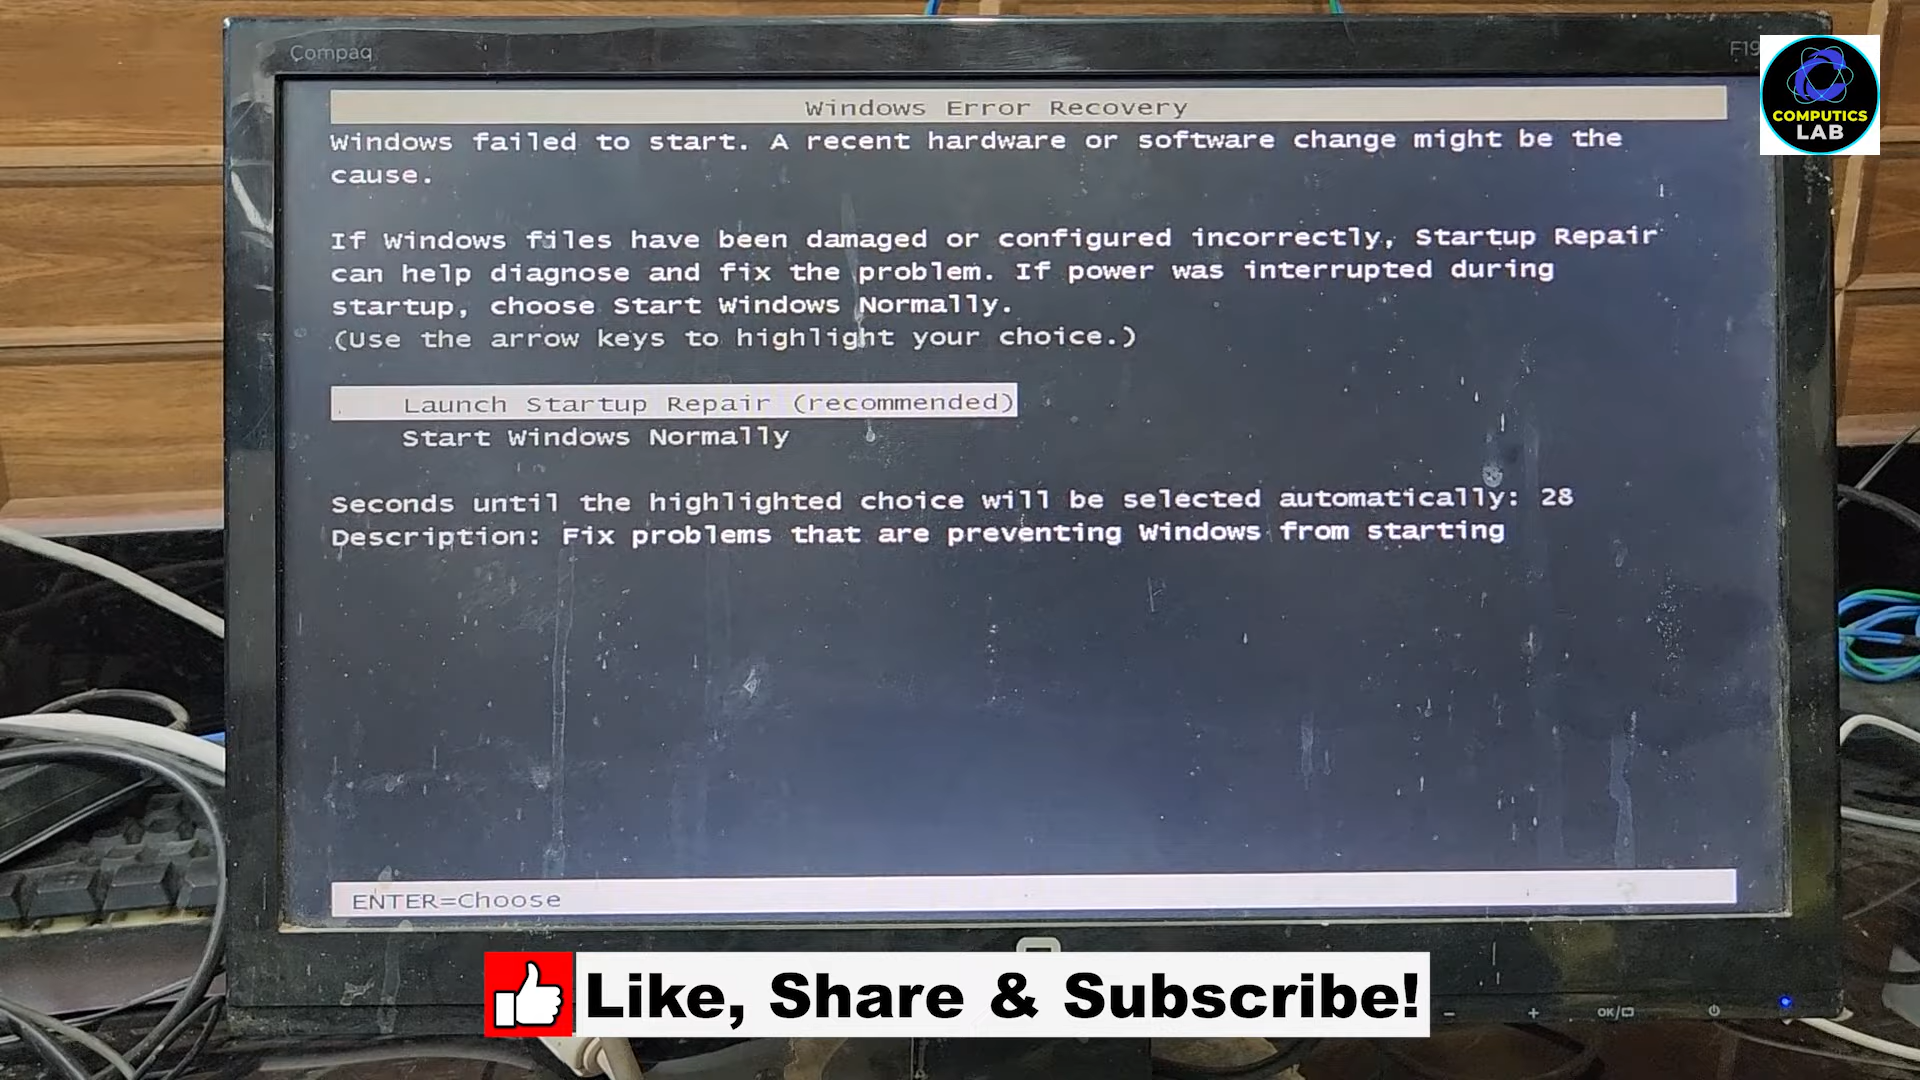 Compaq
F19
COMPUTICS
LAB
Windows Error Recovery
Windows failed to start. A recent hardware or software change might be the
cause.
If Windows files have been damaged or configured incorrectly, Startup Repair
can help diagnose and fix the problem. If power was interrupted during
startup, choose Start Windows Normally.
(Use the arrow keys to highlight your choice.)
Launch Startup Repair (recommended)
Start Windows Normally
Seconds until the highlighted choice will be selected automatically: 28
Description: Fix problems that are preventing Windows from starting
ENTER=Choose
Like, Share & Subscribe!
- + OK/